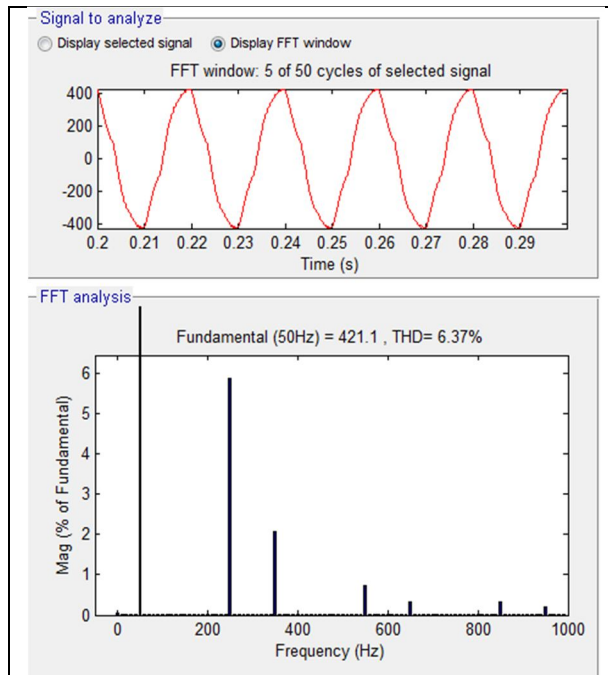 Signal to analyze
Display selected signal Display FFT window
FFT window: 5 of 50 cycles of selected signal
400
200
0
-200
-400
0.2 0.21 0.22 0.23 0.24 0.25 0.26 0.27 0.28 0.29
Time (s)
FFT analysis
Fundamental (50Hz) = 421.1 , THD= 6.37%
6
5
4
3
2
1
0
Mag (% of Fundamental)
0 200 400 600 800 1000
Frequency (Hz)